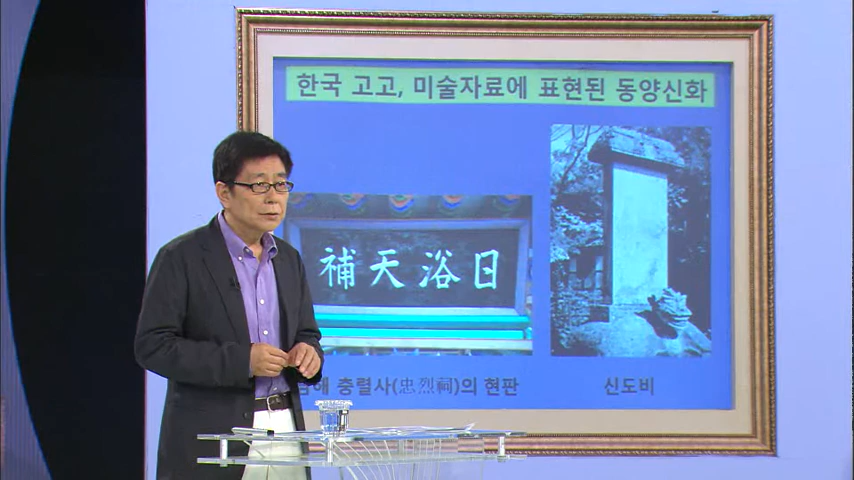 한국 고고, 미술자료에 표현된 동양신화
補天浴日
충렬사(忠烈祠)의 현판
신도비